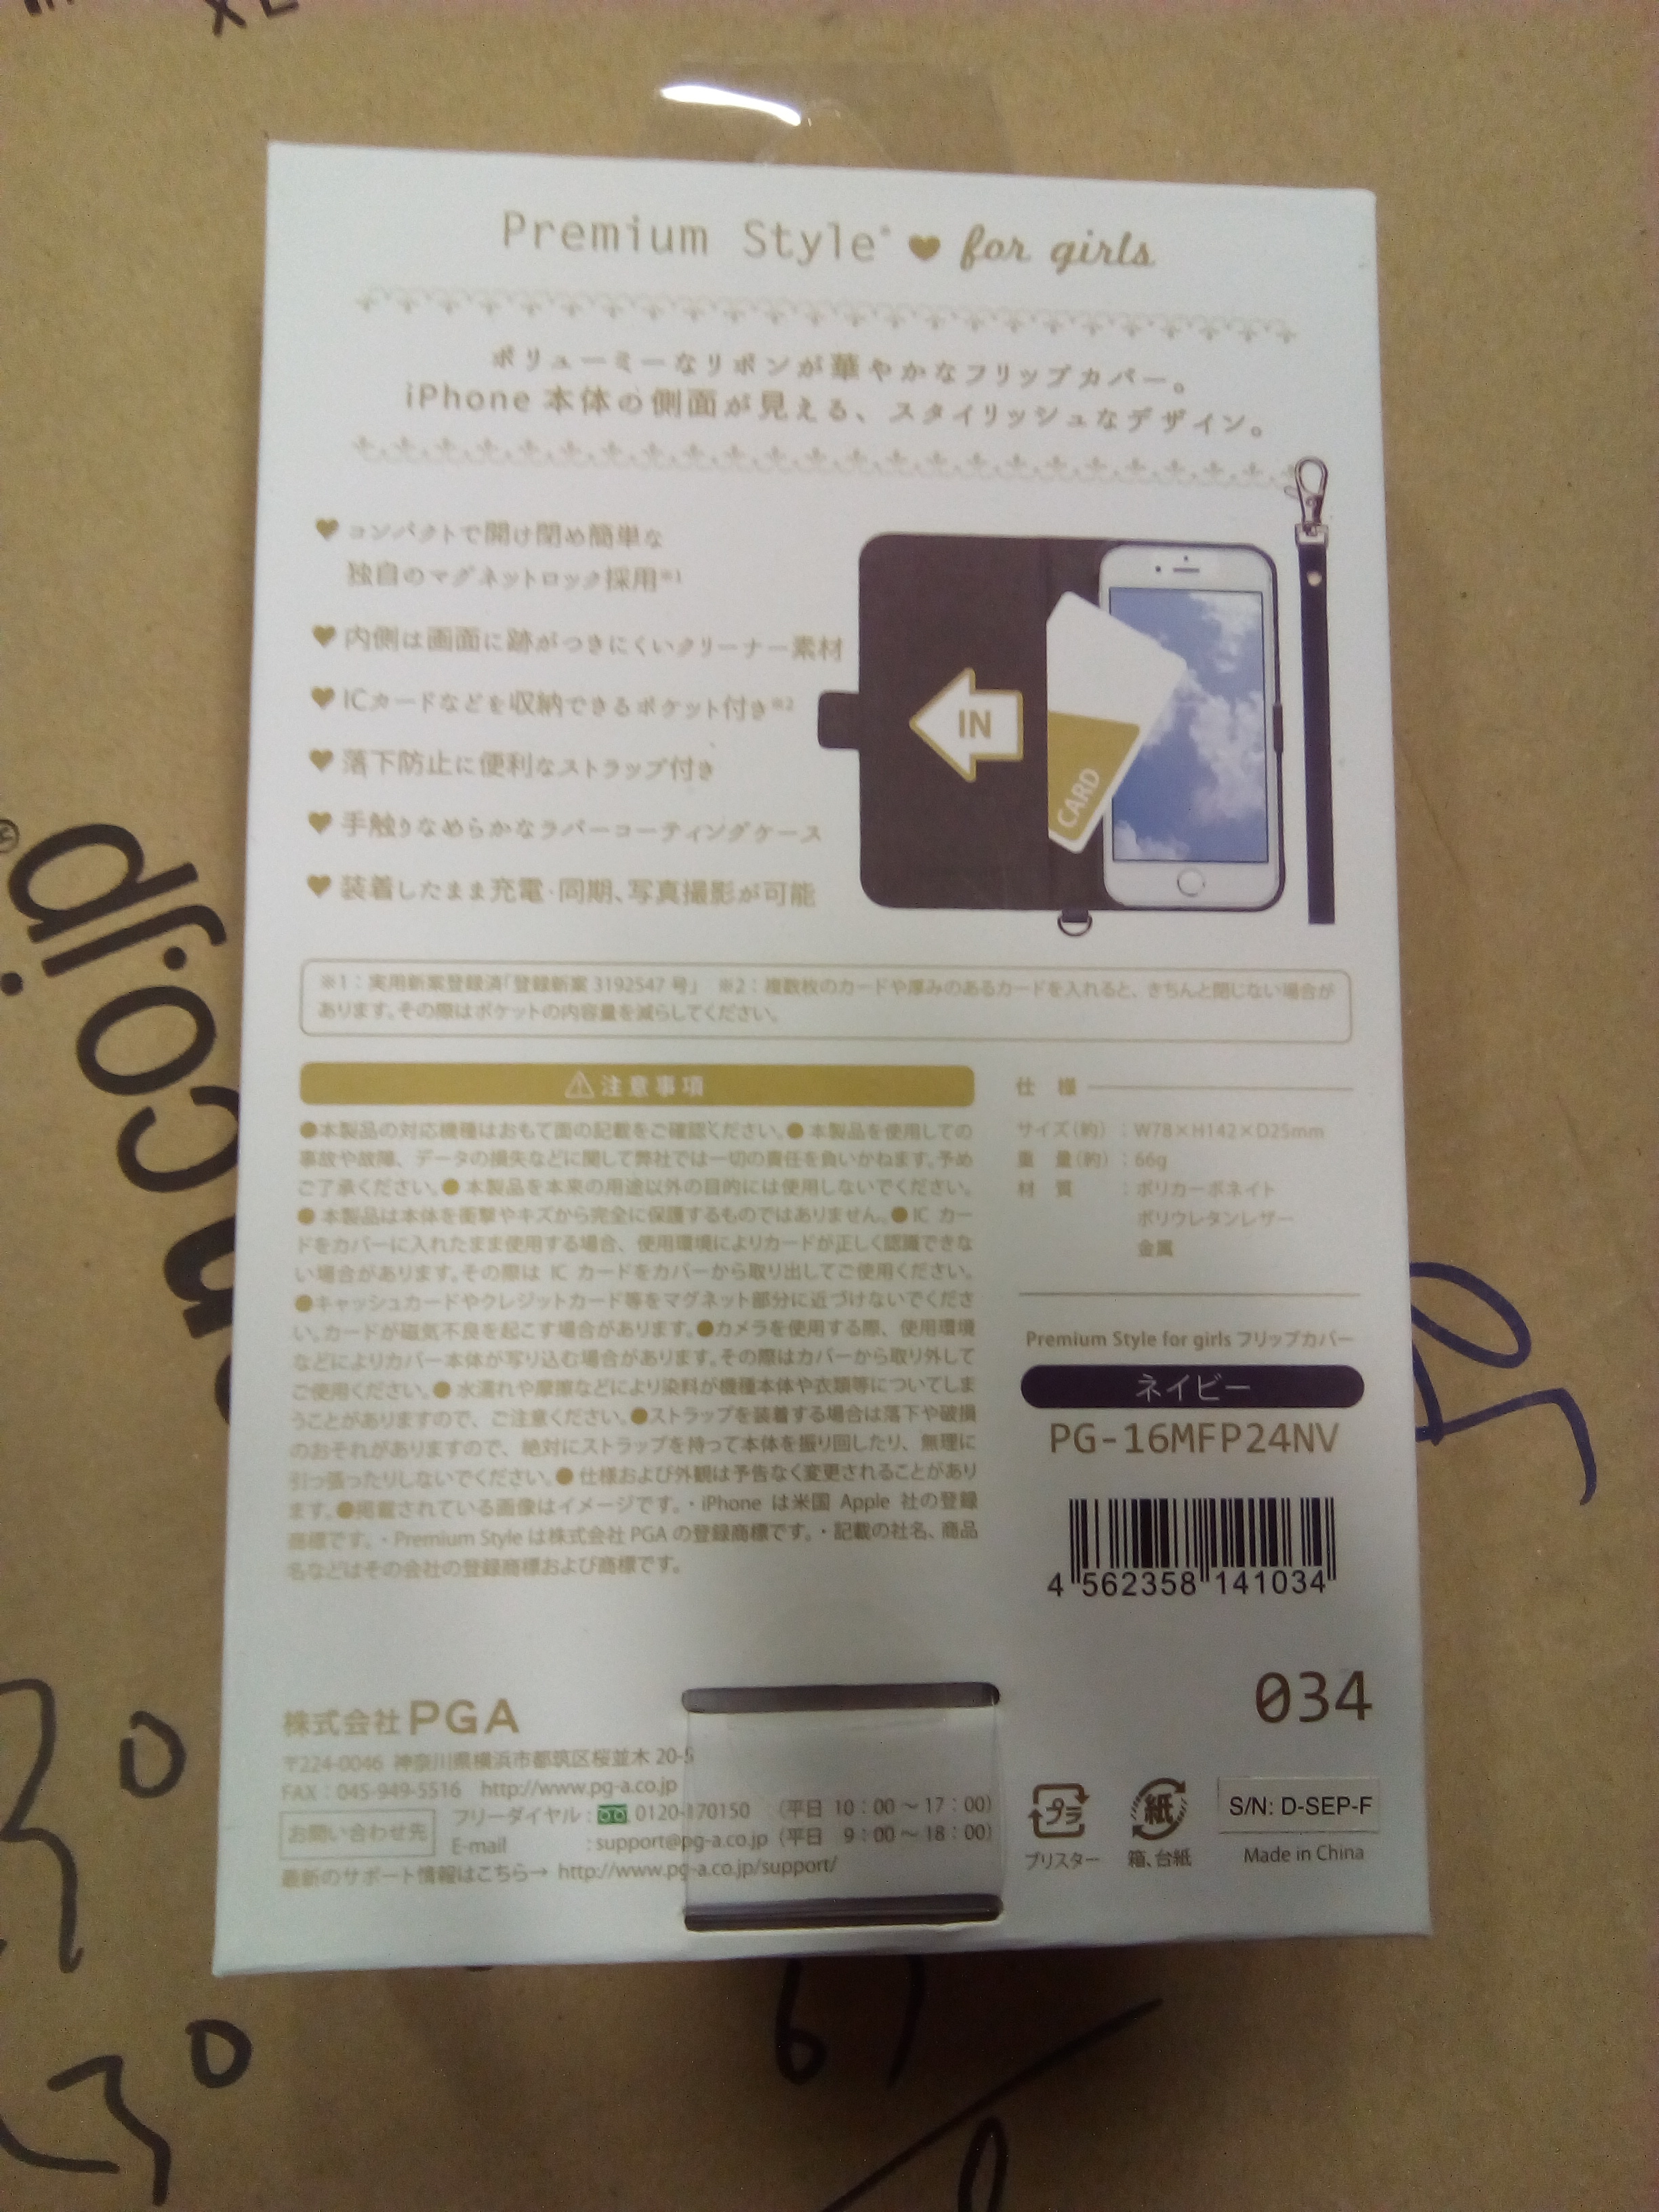 Premium Style® ♥ for girls
ボリューミーなリボンが華やかなフリップカバー。
iPhone 本体の側面が見える、スタイリッシュなデザイン。
♥ コンパクトで開け閉め簡単な
独自のマグネットロック採用※1
♥ 内側は画面に跡がつきにくいクリーナー素材
♥ ICカードなどを収納できるポケット付き※2
♥ 落下防止に便利なストラップ付き
♥ 手触りなめらかなラバーコーティングケース
♥ 装着したまま充電・同期、写真撮影が可能
IN
CARD
※1：実用新案登録済「登録新案 3192547 号」 ※2：複数枚のカードや厚みのあるカードを入れると、きちんと閉じない場合が
あります。その際はポケットの内容量を減らしてください。
⚠注意事項
●本製品の対応機種はおもて面の記載をご確認ください。● 本製品を使用しての
事故や故障、データの損失などに関して弊社では一切の責任を負いかねます。予め
ご了承ください。● 本製品を本来の用途以外の目的には使用しないでください。
● 本製品は本体を衝撃やキズから完全に保護するものではありません。● IC カー
ドをカバーに入れたまま使用する場合、使用環境によりカードが正しく認識できな
い場合があります。その際は IC カードをカバーから取り出してご使用ください。
●キャッシュカードやクレジットカード等をマグネット部分に近づけないでくださ
い。カードが磁気不良を起こす場合があります。●カメラを使用する際、使用環境
などによりカバー本体が写り込む場合があります。その際はカバーから取り外して
ご使用ください。● 水濡れや摩擦などにより染料が機種本体や衣類等についてしま
うことがありますので、ご注意ください。●ストラップを装着する場合は落下や破損
のおそれがありますので、絶対にストラップを持って本体を振り回したり、無理に
引っ張ったりしないでください。● 仕様および外観は予告なく変更されることがあり
ます。●掲載されている画像はイメージです。・iPhone は米国 Apple 社の登録
商標です。・Premium Style は株式会社 PGA の登録商標です。・記載の社名、商品
名などはその会社の登録商標および商標です。
仕 様
サイズ(約)：W78×H142×D25mm
重 量(約)：66g
材 質 ：ポリカーボネイト
ポリウレタンレザー
金属
Premium Style for girls フリップカバー
ネイビー
PG-16MFP24NV
4 562358 141034
034
株式会社PGA
〒224-0046 神奈川県横浜市都筑区桜並木 20-5
FAX：045-949-5516 http://www.pg-a.co.jp
お問い合わせ先
フリーダイヤル： 0120-170150 （平日 10：00～17：00）
E-mail ：support@pg-a.co.jp（平日 9：00～18：00）
最新のサポート情報はこちら→ http://www.pg-a.co.jp/support/
プラ
ブリスター
紙
箱、台紙
S/N: D-SEP-F
Made in China
co.jp